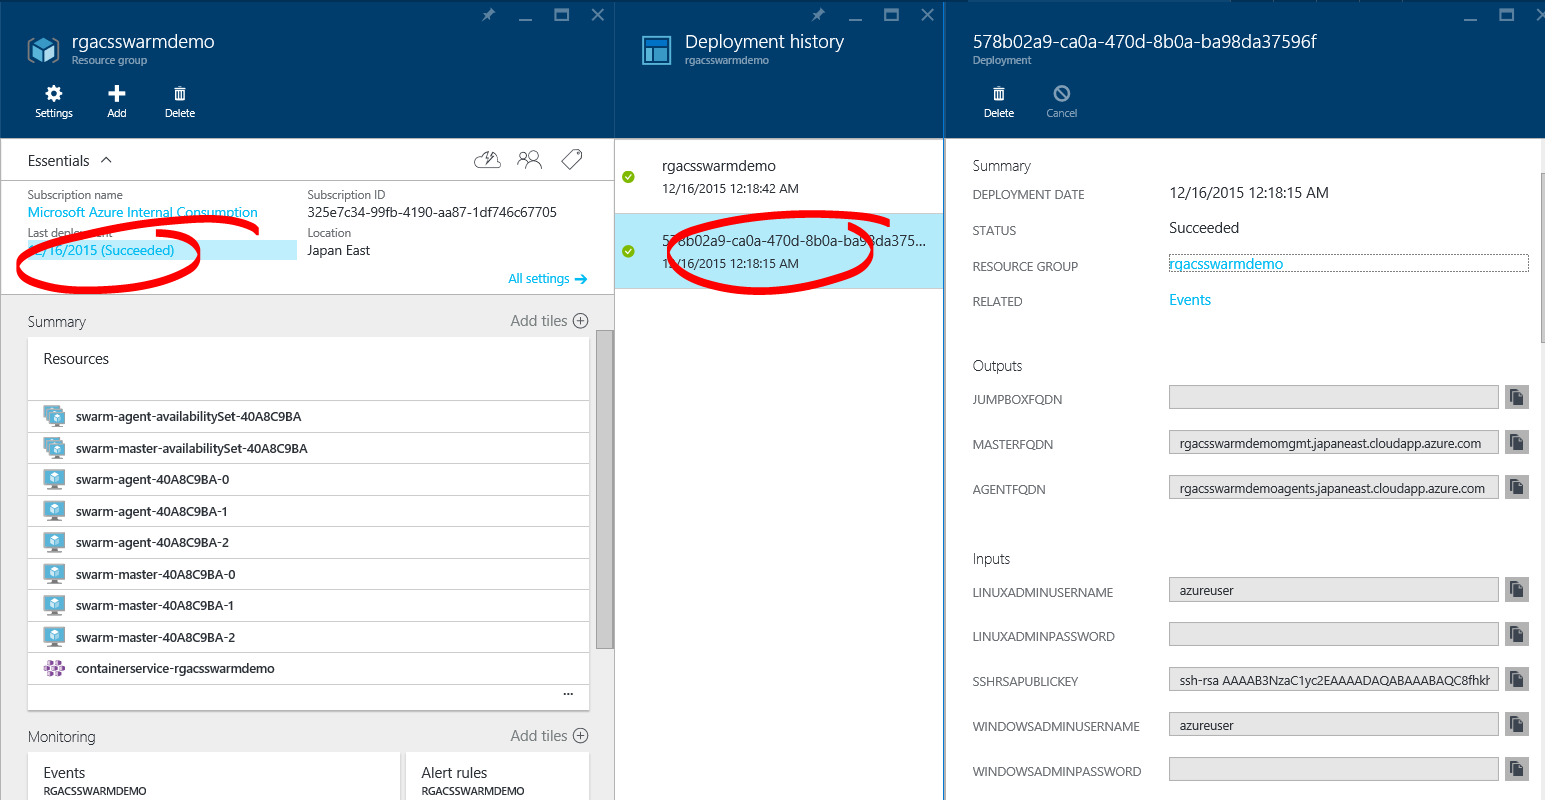 rgacsswarmdemo
Resource group
Settings
Add
Delete
Essentials
Subscription name
Microsoft Azure Internal Consumption
Subscription ID
325e7c34-99fb-4190-aa87-1df746c67705
Last deployment
12/16/2015 (Succeeded)
Location
Japan East
All settings
Summary
Add tiles
Resources
swarm-agent-availabilitySet-40A8C9BA
swarm-master-availabilitySet-40A8C9BA
swarm-agent-40A8C9BA-0
swarm-agent-40A8C9BA-1
swarm-agent-40A8C9BA-2
swarm-master-40A8C9BA-0
swarm-master-40A8C9BA-1
swarm-master-40A8C9BA-2
containerservice-rgacsswarmdemo
...
Monitoring
Add tiles
Events
RGACSSWARMDEMO
Alert rules
RGACSSWARMDEMO
Deployment history
rgacsswarmdemo
rgacsswarmdemo
12/16/2015 12:18:42 AM
578b02a9-ca0a-470d-8b0a-ba98da375...
12/16/2015 12:18:15 AM
578b02a9-ca0a-470d-8b0a-ba98da37596f
Deployment
Delete
Cancel
Summary
DEPLOYMENT DATE
12/16/2015 12:18:15 AM
STATUS
Succeeded
RESOURCE GROUP
rgacsswarmdemo
RELATED
Events
Outputs
JUMPBOXFQDN
MASTERFQDN
rgacsswarmdemomgmt.japaneast.cloudapp.azure.com
AGENTFQDN
rgacsswarmdemoagents.japaneast.cloudapp.azure.com
Inputs
LINUXADMINUSERNAME
azureuser
LINUXADMINPASSWORD
SSHRSAPUBLICKEY
ssh-rsa AAAAB3NzaC1yc2EAAAADAQABAAABAQC8fhkh
WINDOWSADMINUSERNAME
azureuser
WINDOWSADMINPASSWORD